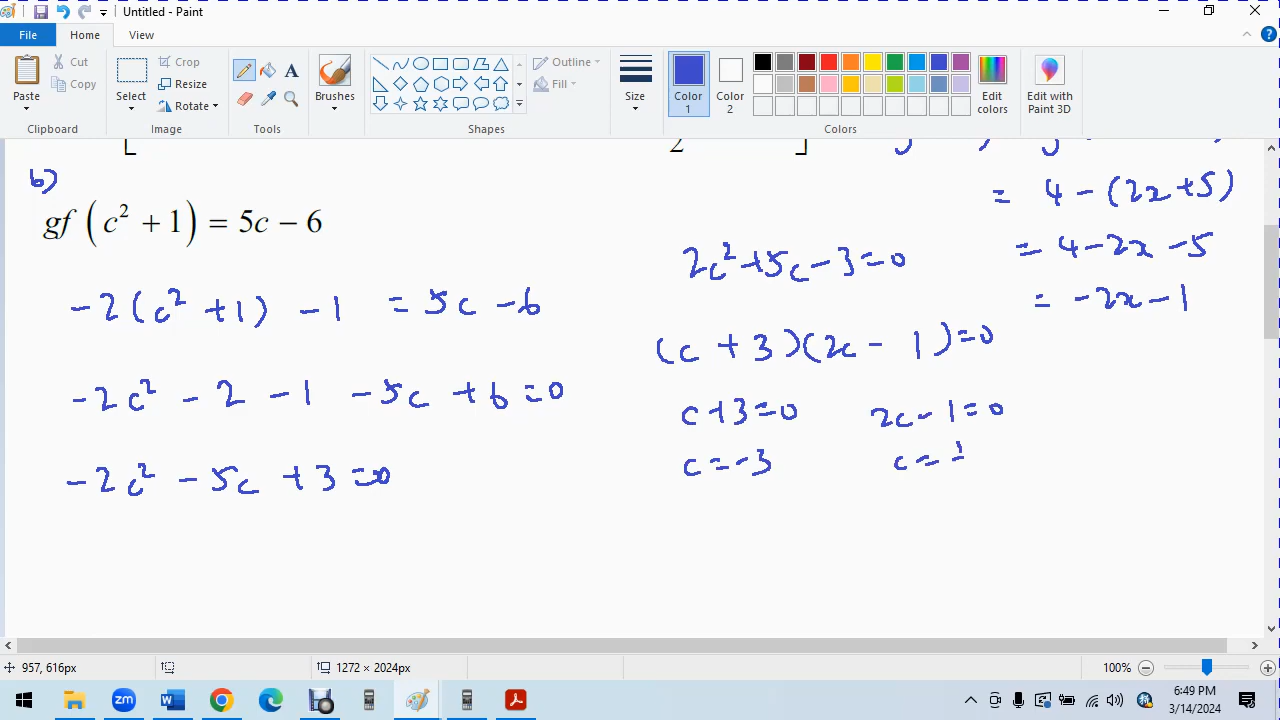 Untitled - Paint
File Home View
Paste Cut Copy Clipboard
Select Crop Resize Rotate Image
Tools
Brushes
Outline Fill Shapes
Size
Color 1 Color 2 Edit colors Colors
Edit with Paint 3D
2
b)
gf (c² + 1) = 5c − 6
-2(c² + 1) - 1 = 5c - 6
-2c² - 2 - 1 - 5c + 6 = 0
-2c² - 5c + 3 = 0
2c² + 5c - 3 = 0
(c + 3)(2c - 1) = 0
c + 3 = 0 2c - 1 = 0
c = -3 c =
= 4 - (2x + 5)
= 4 - 2x - 5
= -2x - 1
957, 616px
1272 × 2024px
100%
6:49 PM
3/14/2024